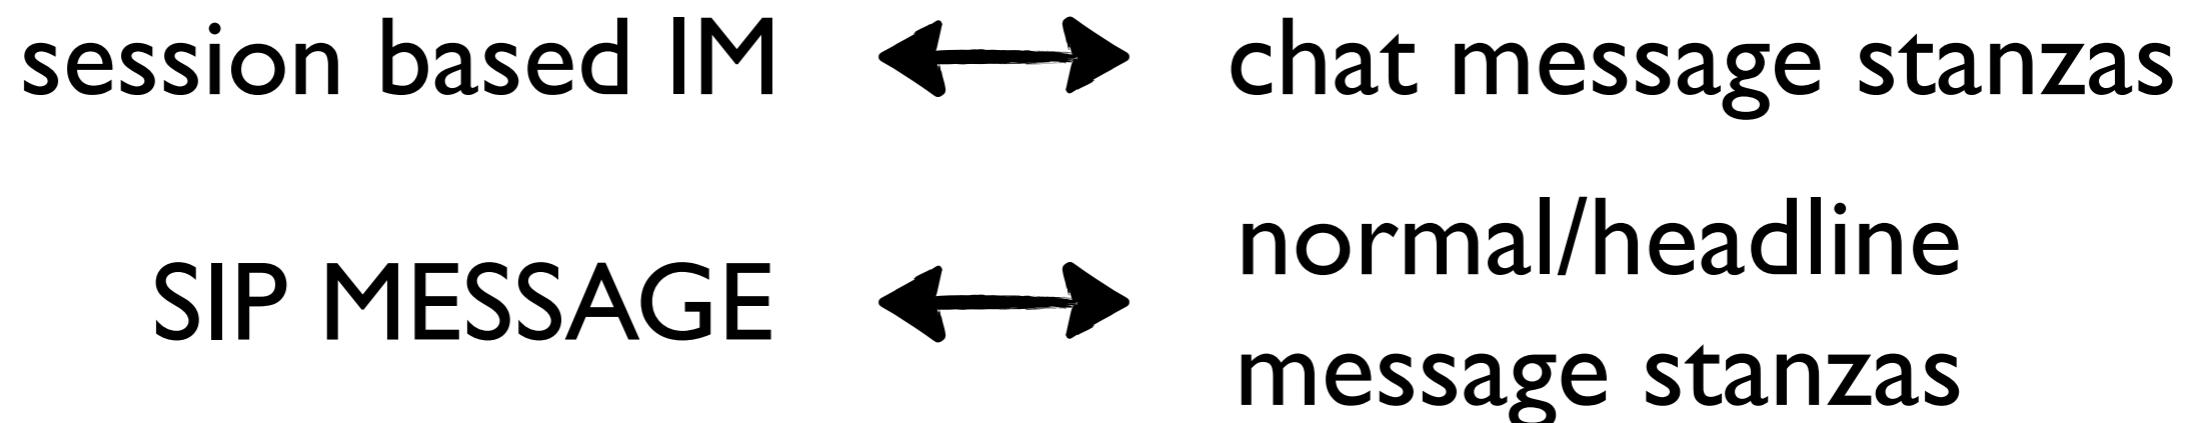 session based IM chat message stanzas
SIP MESSAGE normal/headline
message stanzas